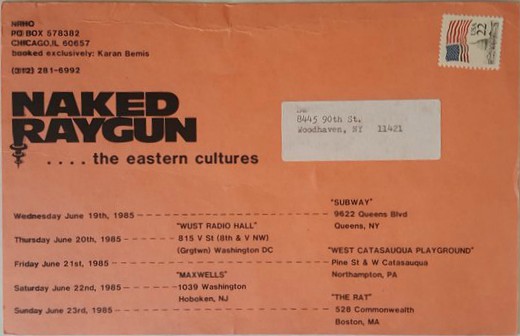 NRHO
PO BOX 578382
CHICAGO, IL 60657
Booked exclusively: Karan Bemis
(312) 281-6992
USA 22
NAKED
RAYGUN
.... the eastern cultures
8445 90th St.
Woodhaven, NY 11421
"SUBWAY"
Wednesday June 19th, 1985 9622 Queens Blvd
"WUST RADIO HALL" Queens, NY
Thursday June 20th, 1985 815 V St (8th & V NW)
(Grgtwn) Washington DC "WEST CATASAUQUA PLAYGROUND"
Friday June 21st, 1985 Pine St & W Catasauqua
"MAXWELLS" Northampton, PA
Saturday June 22nd, 1985 1039 Washington
Hoboken, NJ "THE RAT"
Sunday June 23rd, 1985 528 Commonwealth
Boston, MA